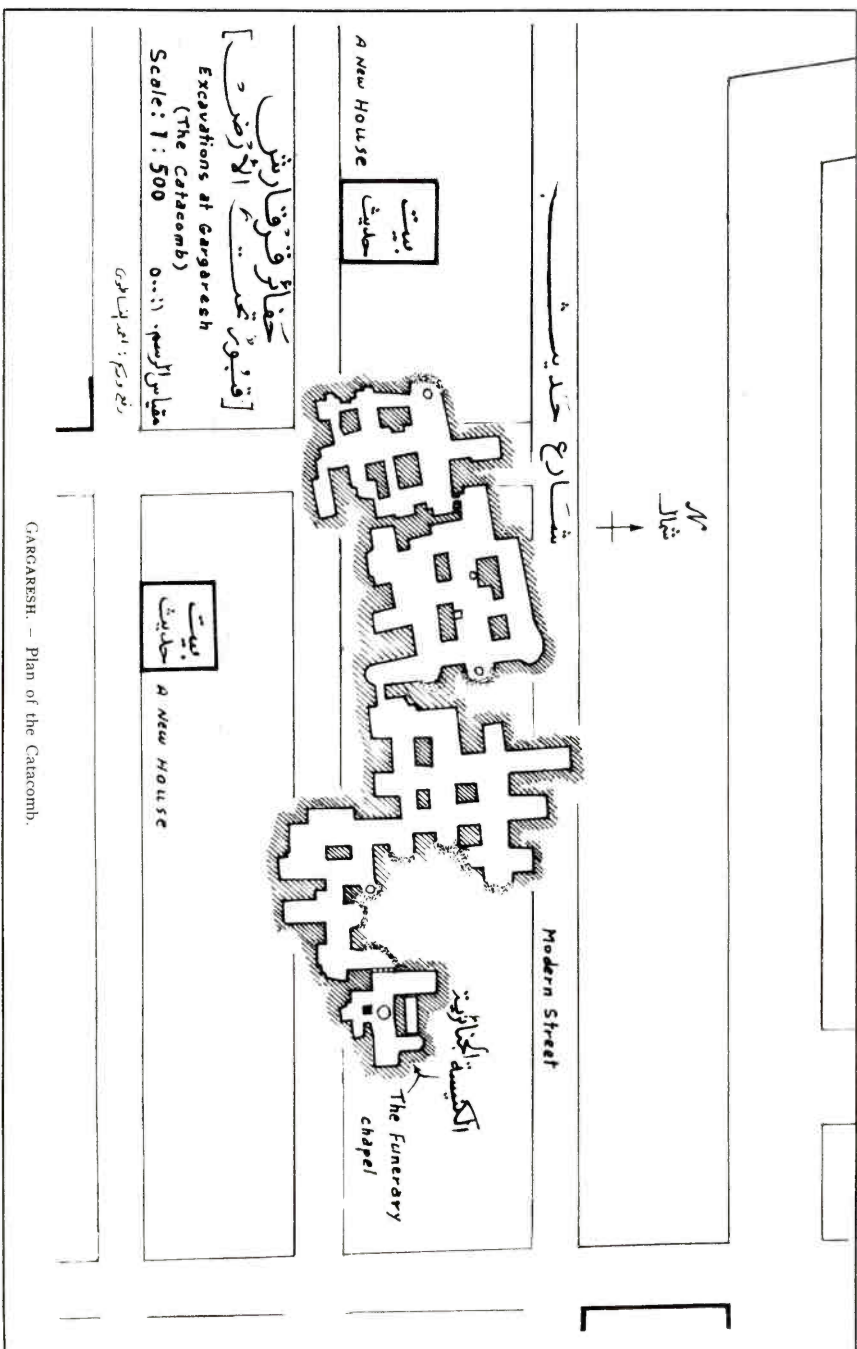 N
شمال
شارع حديث
Modern Street
A New House
بيت
حديث
الكنيسة الجنائزية
The Funerary
chapel
بيت
حديث
A New House
حفائر قرقارش
[قبور تحت الأرض]
Excavations at Gargaresh
(The Catacomb)
Scale: 1 : 500
مقياس الرسم، ١:٥٠٠
GARGARESH. – Plan of the Catacomb.